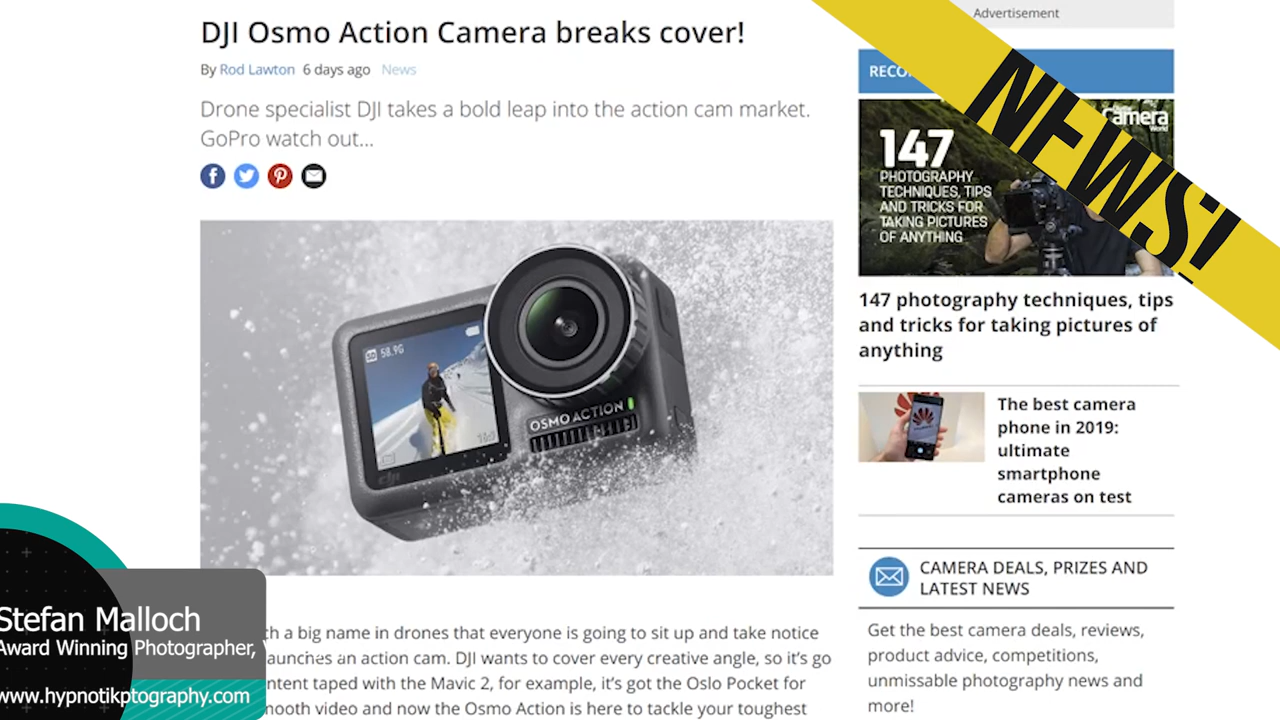 DJI Osmo Action Camera breaks cover!
By Rod Lawton 6 days ago News
Drone specialist DJI takes a bold leap into the action cam market.
GoPro watch out...
SD 58.9G
OSMO ACTION
dji
th a big name in drones that everyone is going to sit up and take notice
launches an action cam. DJI wants to cover every creative angle, so it's go
ntent taped with the Mavic 2, for example, it's got the Oslo Pocket for
mooth video and now the Osmo Action is here to tackle your toughest
Advertisement
RECO
NEWS!
Camera
World
147
PHOTOGRAPHY
TECHNIQUES, TIPS
AND TRICKS FOR
TAKING PICTURES
OF ANYTHING
147 photography techniques, tips
and tricks for taking pictures of
anything
The best camera
phone in 2019:
ultimate
smartphone
cameras on test
CAMERA DEALS, PRIZES AND
LATEST NEWS
Get the best camera deals, reviews,
product advice, competitions,
unmissable photography news and
more!
Stefan Malloch
Award Winning Photographer,
www.hypnotikptography.com